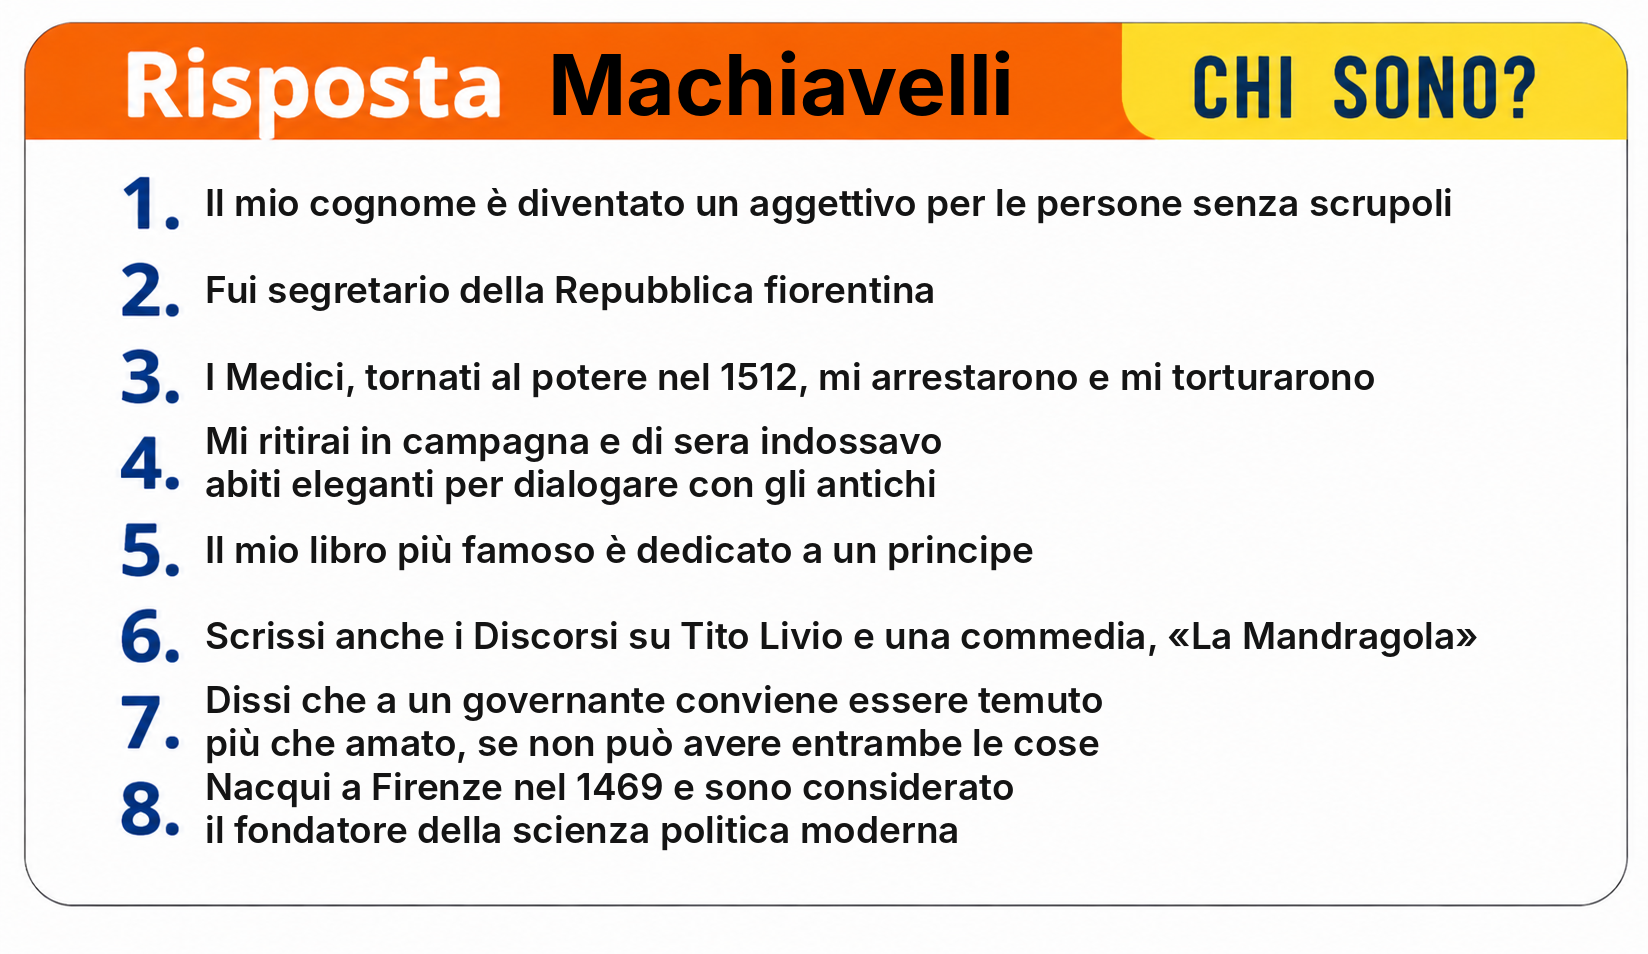 Risposta Machiavelli CHI SONO?
1. Il mio cognome è diventato un aggettivo per le persone senza scrupoli
2. Fui segretario della Repubblica fiorentina
3. I Medici, tornati al potere nel 1512, mi arrestarono e mi torturarono
4. Mi ritirai in campagna e di sera indossavo
abiti eleganti per dialogare con gli antichi
5. Il mio libro più famoso è dedicato a un principe
6. Scrissi anche i Discorsi su Tito Livio e una commedia, «La Mandragola»
7. Dissi che a un governante conviene essere temuto
più che amato, se non può avere entrambe le cose
8. Nacqui a Firenze nel 1469 e sono considerato
il fondatore della scienza politica moderna